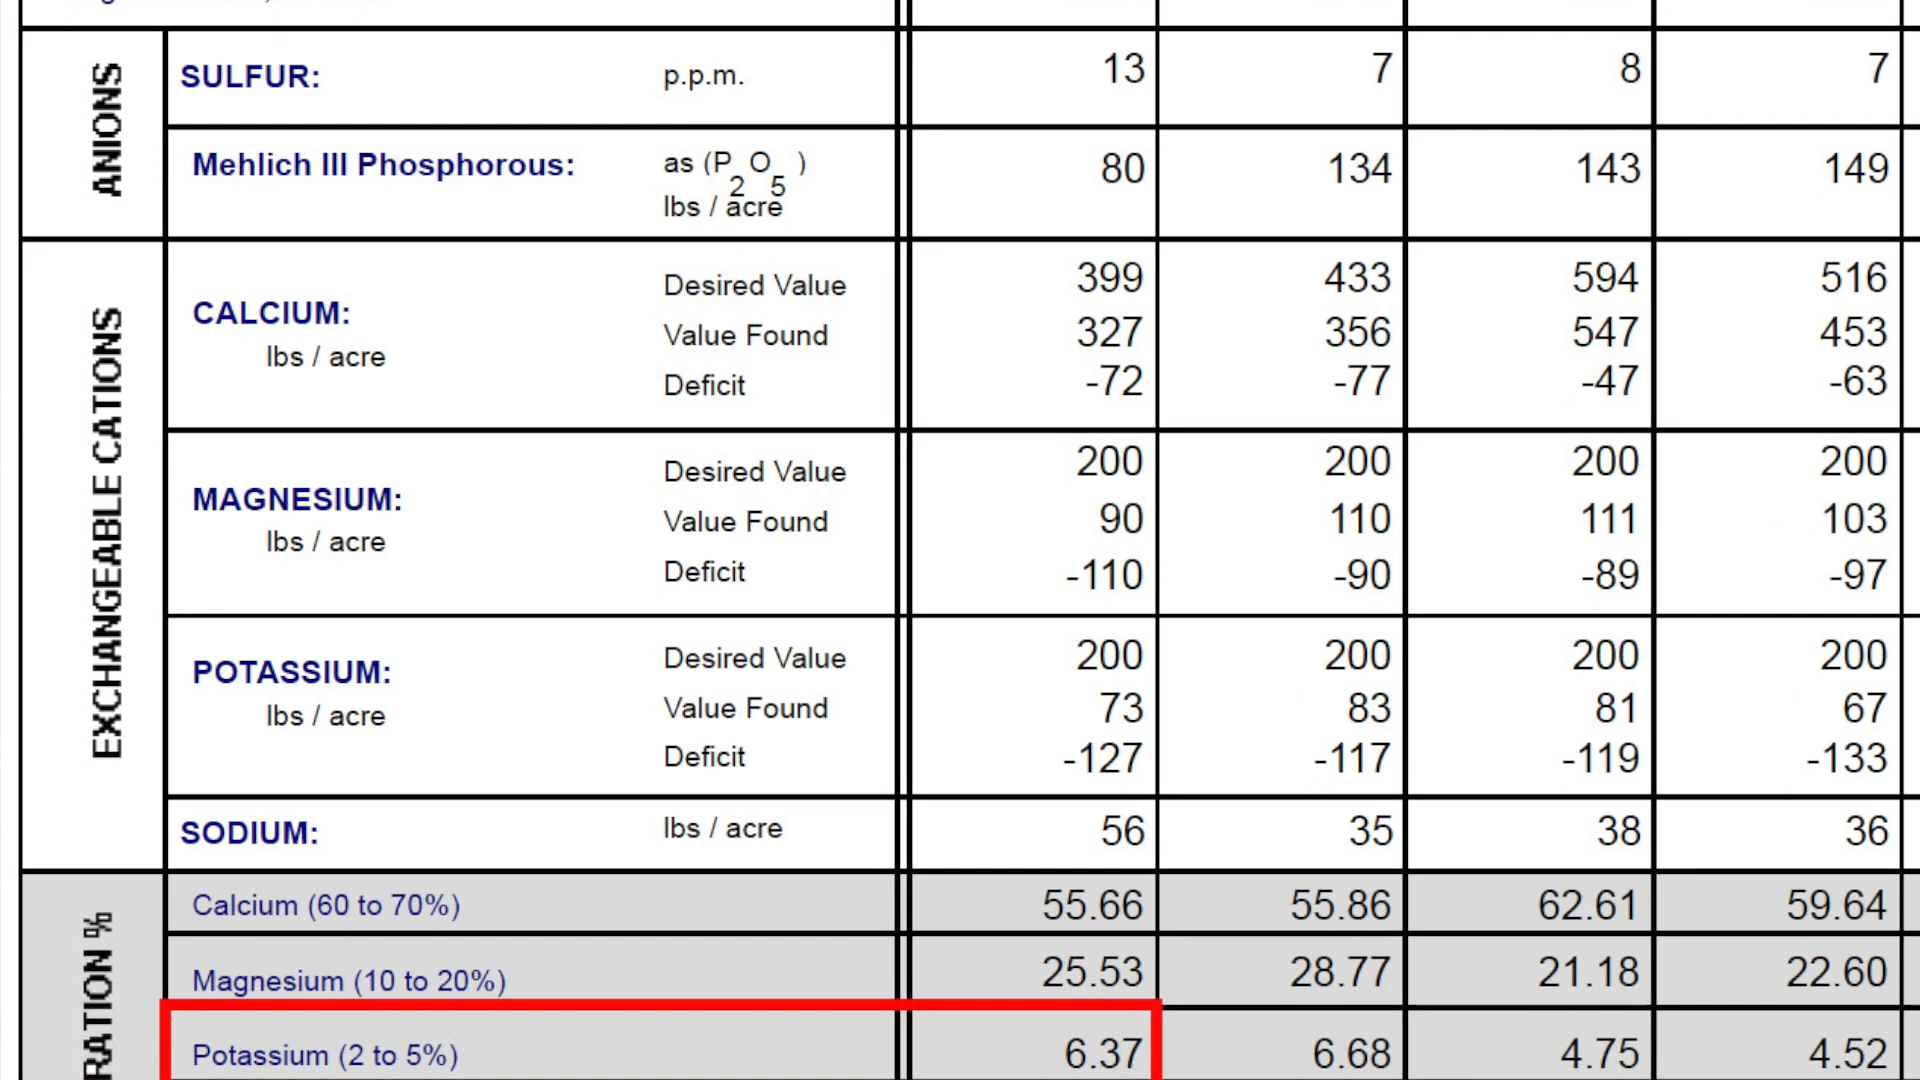 ANIONS
SULFUR: p.p.m. 13 7 8 7
Mehlich III Phosphorous: as (P2O5) lbs / acre 80 134 143 149
EXCHANGEABLE CATIONS
CALCIUM: lbs / acre
Desired Value 399 433 594 516
Value Found 327 356 547 453
Deficit -72 -77 -47 -63
MAGNESIUM: lbs / acre
Desired Value 200 200 200 200
Value Found 90 110 111 103
Deficit -110 -90 -89 -97
POTASSIUM: lbs / acre
Desired Value 200 200 200 200
Value Found 73 83 81 67
Deficit -127 -117 -119 -133
SODIUM: lbs / acre 56 35 38 36
RATION %
Calcium (60 to 70%) 55.66 55.86 62.61 59.64
Magnesium (10 to 20%) 25.53 28.77 21.18 22.60
Potassium (2 to 5%) 6.37 6.68 4.75 4.52